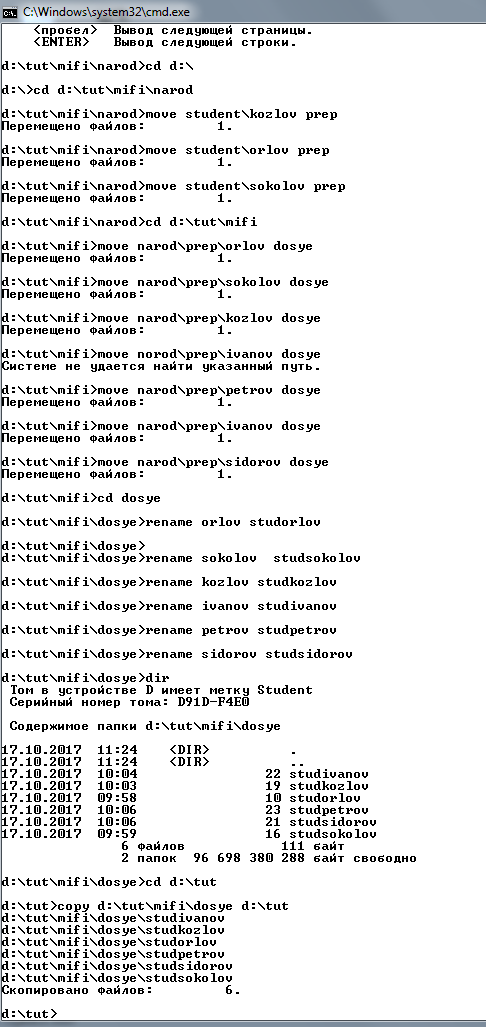 C:\Windows\system32\cmd.exe
<пробел> Вывод следующей страницы.
<ENTER> Вывод следующей строки.
d:\tut\mifi\narod>cd d:\
d:\>cd d:\tut\mifi\narod
d:\tut\mifi\narod>move student\kozlov prep
Перемещено файлов: 1.
d:\tut\mifi\narod>move student\orlov prep
Перемещено файлов: 1.
d:\tut\mifi\narod>move student\sokolov prep
Перемещено файлов: 1.
d:\tut\mifi\narod>cd d:\tut\mifi
d:\tut\mifi>move narod\prep\orlov dosye
Перемещено файлов: 1.
d:\tut\mifi>move narod\prep\sokolov dosye
Перемещено файлов: 1.
d:\tut\mifi>move narod\prep\kozlov dosye
Перемещено файлов: 1.
d:\tut\mifi>move norod\prep\ivanov dosye
Системе не удается найти указанный путь.
d:\tut\mifi>move narod\prep\petrov dosye
Перемещено файлов: 1.
d:\tut\mifi>move narod\prep\ivanov dosye
Перемещено файлов: 1.
d:\tut\mifi>move narod\prep\sidorov dosye
Перемещено файлов: 1.
d:\tut\mifi>cd dosye
d:\tut\mifi\dosye>rename orlov studorlov
d:\tut\mifi\dosye>
d:\tut\mifi\dosye>rename sokolov  studsokolov
d:\tut\mifi\dosye>rename kozlov studkozlov
d:\tut\mifi\dosye>rename ivanov studivanov
d:\tut\mifi\dosye>rename petrov studpetrov
d:\tut\mifi\dosye>rename sidorov studsidorov
d:\tut\mifi\dosye>dir
Том в устройстве D имеет метку Student
Серийный номер тома: D91D-F4E0
Содержимое папки d:\tut\mifi\dosye
17.10.2017 11:24 <DIR> .
17.10.2017 11:24 <DIR> ..
17.10.2017 10:04 22 studivanov
17.10.2017 10:03 19 studkozlov
17.10.2017 09:58 10 studorlov
17.10.2017 10:06 23 studpetrov
17.10.2017 10:06 21 studsidorov
17.10.2017 09:59 16 studsokolov
6 файлов 111 байт
2 папок 96 698 380 288 байт свободно
d:\tut\mifi\dosye>cd d:\tut
d:\tut>copy d:\tut\mifi\dosye d:\tut
d:\tut\mifi\dosye\studivanov
d:\tut\mifi\dosye\studkozlov
d:\tut\mifi\dosye\studorlov
d:\tut\mifi\dosye\studpetrov
d:\tut\mifi\dosye\studsidorov
d:\tut\mifi\dosye\studsokolov
Скопировано файлов: 6.
d:\tut>